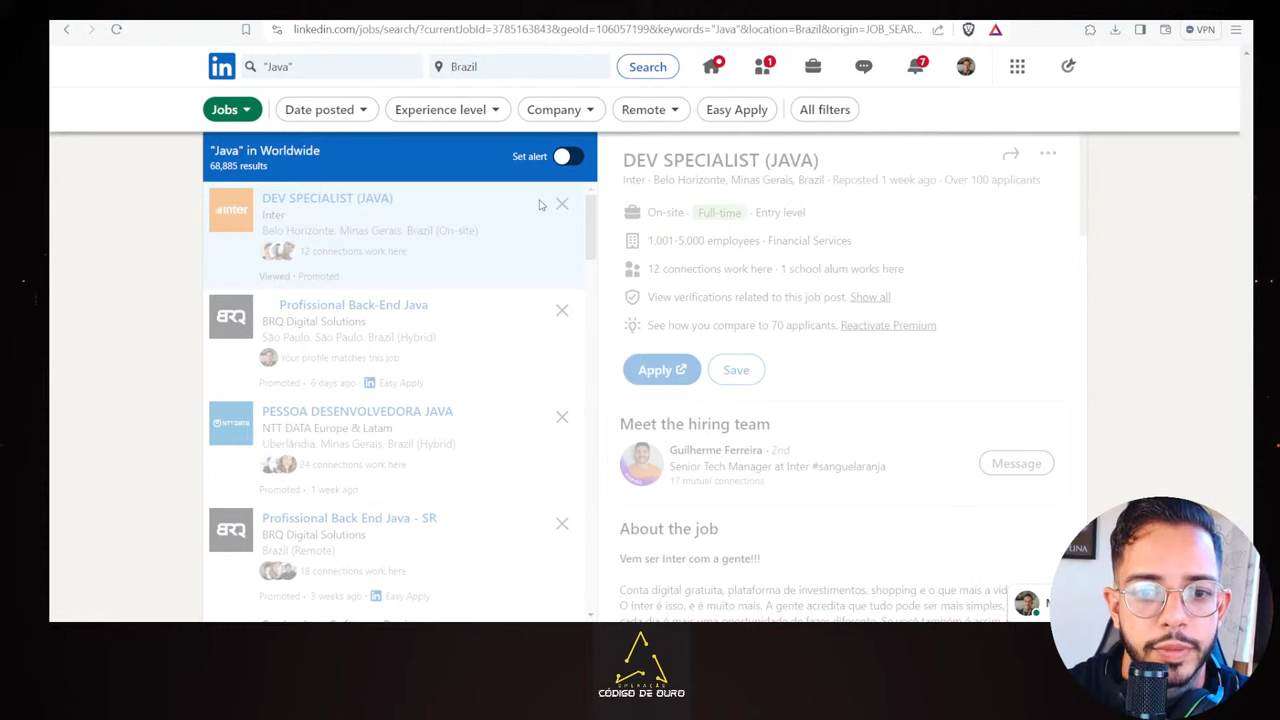 linkedin.com/jobs/search/?currentJobId=3785163843&geoId=106057199&keywords="Java"&location=Brazil&origin=JOB_SEAR...
VPN
in
"Java"
Brazil
Search
1
7
Jobs
Date posted
Experience level
Company
Remote
Easy Apply
All filters
"Java" in Worldwide
68,885 results
Set alert
inter
DEV SPECIALIST (JAVA)
Inter
Belo Horizonte, Minas Gerais, Brazil (On-site)
12 connections work here
Viewed • Promoted
BRQ
Profissional Back-End Java
BRQ Digital Solutions
São Paulo, São Paulo, Brazil (Hybrid)
Your profile matches this job
Promoted • 6 days ago • in Easy Apply
NTT DATA
PESSOA DESENVOLVEDORA JAVA
NTT DATA Europe & Latam
Uberlândia, Minas Gerais, Brazil (Hybrid)
24 connections work here
Promoted • 1 week ago
BRQ
Profissional Back End Java - SR
BRQ Digital Solutions
Brazil (Remote)
18 connections work here
Promoted • 3 weeks ago • in Easy Apply
DEV SPECIALIST (JAVA)
Inter · Belo Horizonte, Minas Gerais, Brazil · Reposted 1 week ago · Over 100 applicants
On-site · Full-time · Entry level
1,001-5,000 employees · Financial Services
12 connections work here · 1 school alum works here
View verifications related to this job post. Show all
See how you compare to 70 applicants. Reactivate Premium
Apply
Save
Meet the hiring team
Guilherme Ferreira · 2nd
Senior Tech Manager at Inter #sanguelaranja
17 mutual connections
Message
About the job
Vem ser Inter com a gente!!!
Conta digital gratuita, plataforma de investimentos, shopping e o que mais a vid
O Inter é isso, e é muito mais. A gente acredita que tudo pode ser mais simples,
OPERAÇÃO
CÓDIGO DE OURO